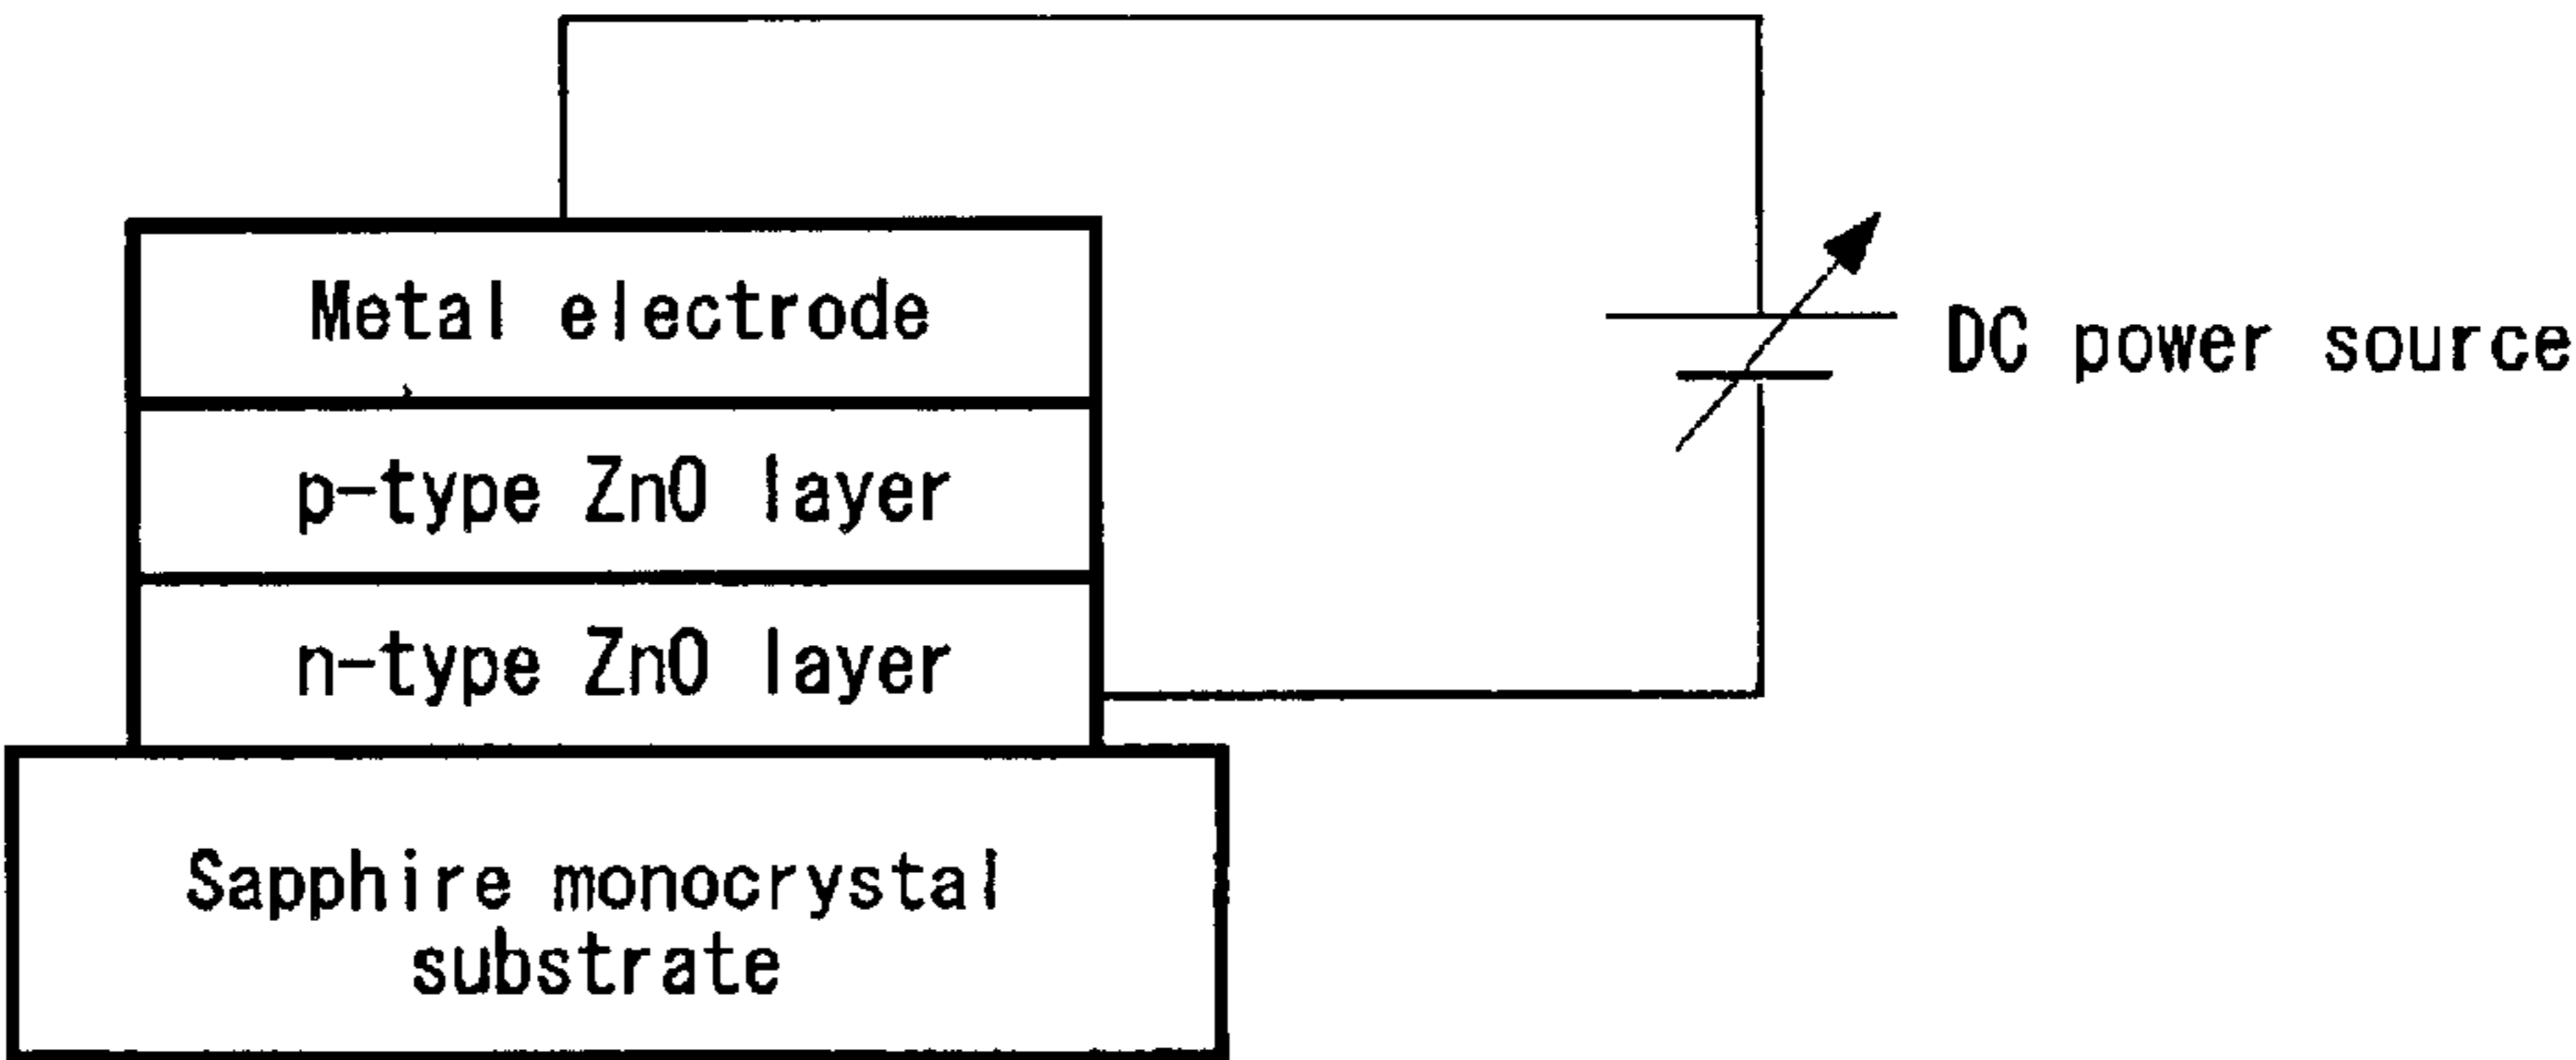 Metal electrode
DC power source
p-type ZnO layer
n-type ZnO layer
Sapphire monocrystal
substrate